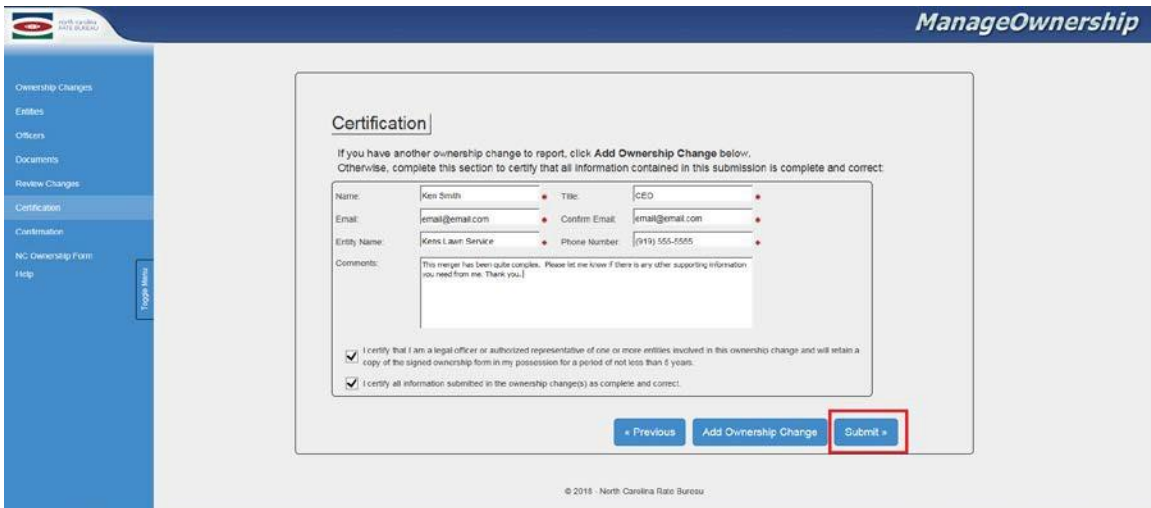 north carolina
RATE BUREAU
ManageOwnership
Ownership Changes
Entities
Officers
Documents
Review Changes
Certification
Confirmation
NC Ownership Form
Help
Toggle Menu
Certification
If you have another ownership change to report, click Add Ownership Change below.
Otherwise, complete this section to certify that all information contained in this submission is complete and correct:
Name: Ken Smith * Title: CEO *
Email: email@email.com * Confirm Email: email@email.com *
Entity Name: Kens Lawn Service * Phone Number: (919) 555-5555 *
Comments: This merger has been quite complex. Please let me know if there is any other supporting information
you need from me. Thank you.
I certify that I am a legal officer or authorized representative of one or more entities involved in this ownership change and will retain a
copy of the signed ownership form in my possession for a period of not less than 5 years.
I certify all information submitted in the ownership change(s) as complete and correct.
« Previous Add Ownership Change Submit »
© 2018 - North Carolina Rate Bureau